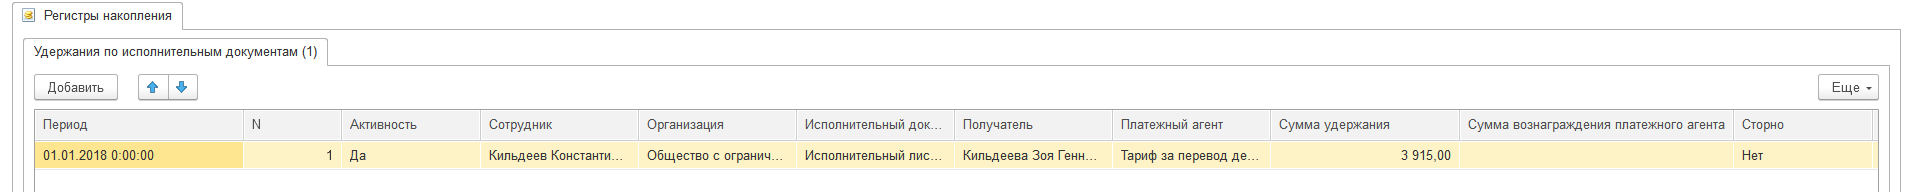 Регистры накопления
Удержания по исполнительным документам (1)
Добавить Еще
Период N Активность Сотрудник Организация Исполнительный док... Получатель Платежный агент Сумма удержания Сумма вознаграждения платежного агента Сторно
01.01.2018 0:00:00 1 Да Кильдеев Константи... Общество с огранич... Исполнительный лис... Кильдеева Зоя Генн... Тариф за перевод де... 3 915,00 Нет